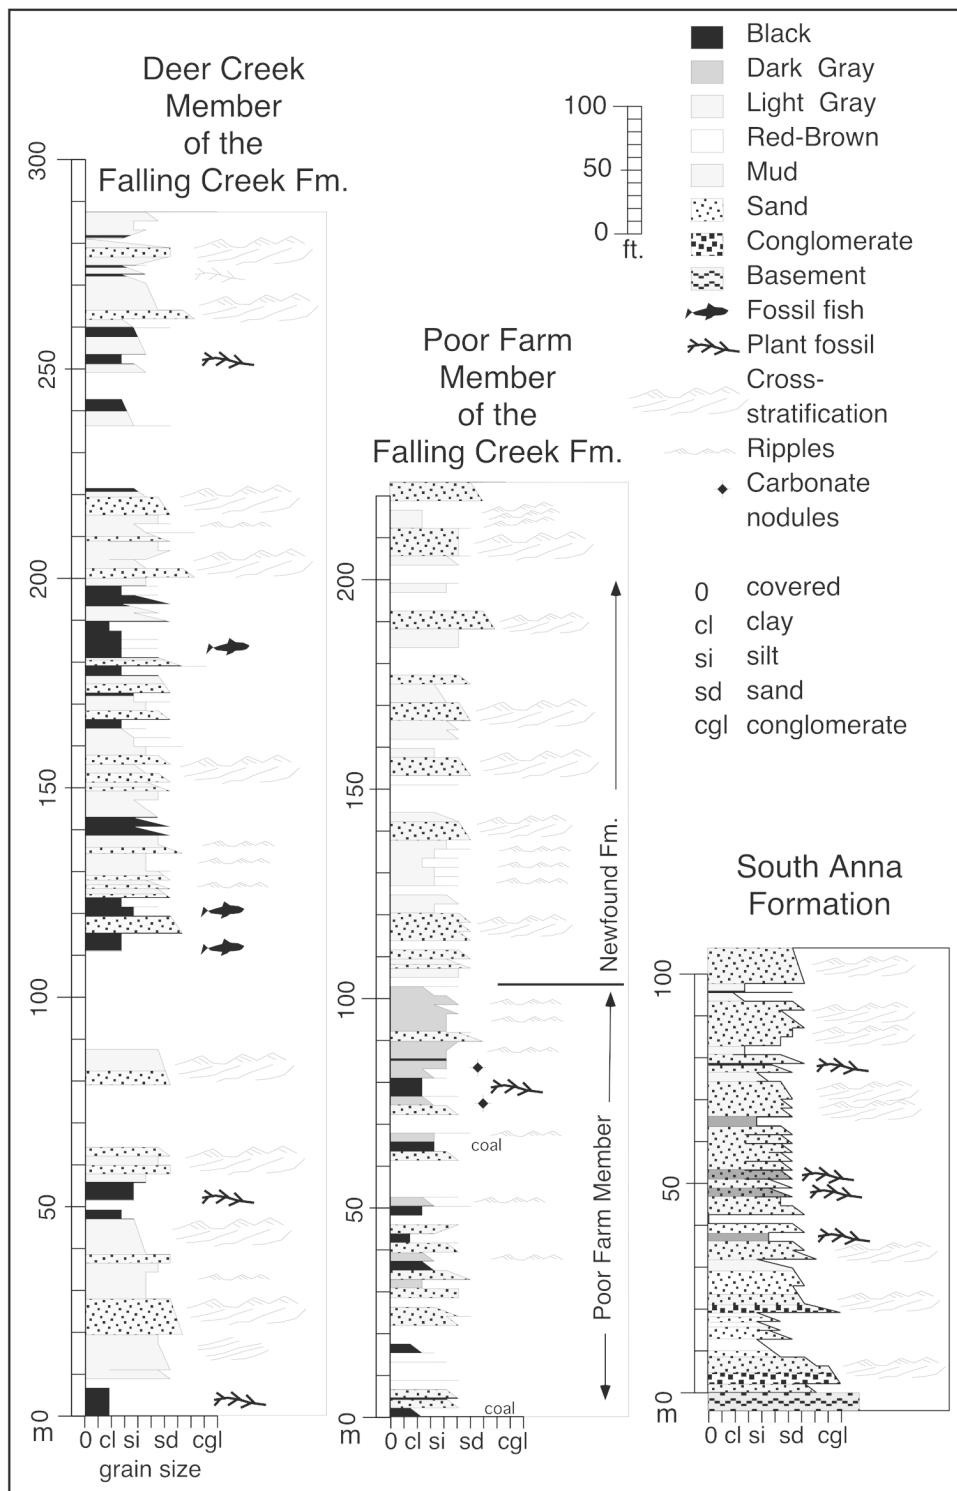 Deer Creek
Member
of the
Falling Creek Fm.
300
250
200
150
100
50
0
m
0 cl si sd cgl
grain size
Poor Farm
Member
of the
Falling Creek Fm.
200
150
100
50
0
m
0 cl si sd cgl
coal
coal
Newfound Fm.
Poor Farm Member
100
50
0
ft.
Black
Dark Gray
Light Gray
Red-Brown
Mud
Sand
Conglomerate
Basement
Fossil fish
Plant fossil
Cross-
stratification
Ripples
Carbonate
nodules
0 covered
cl clay
si silt
sd sand
cgl conglomerate
South Anna
Formation
100
50
0
m
0 cl si sd cgl